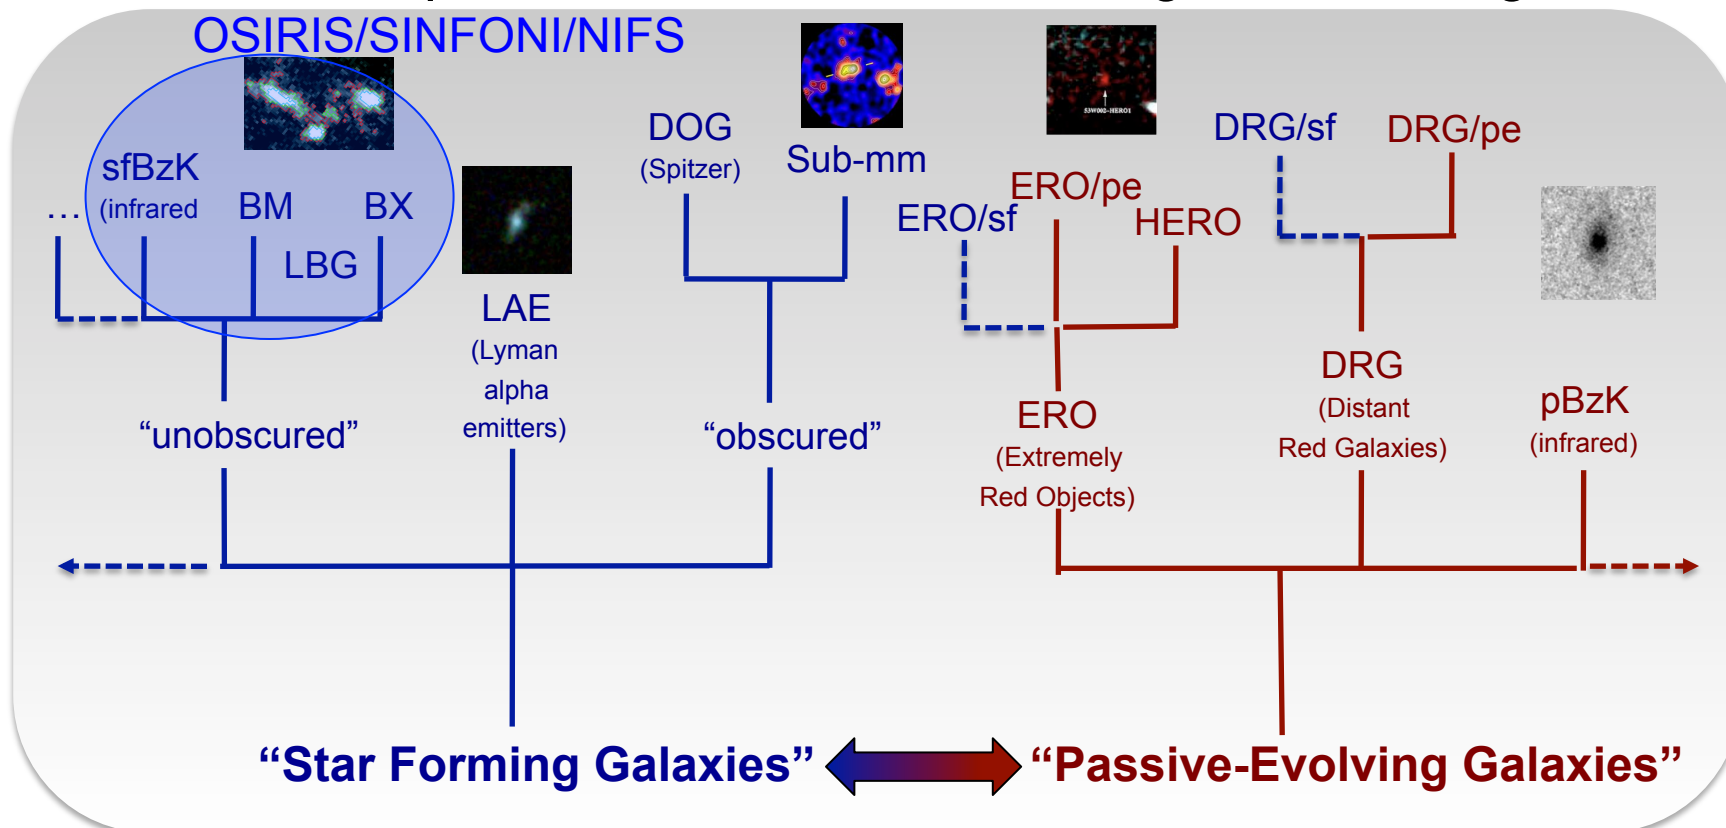 OSIRIS/SINFONI/NIFS
sfBzK
(infrared
...
BM
BX
LBG
LAE
(Lyman
alpha
emitters)
DOG
(Spitzer)
Sub-mm
"unobscured"
"obscured"
53W002-HERO1
ERO/sf
ERO/pe
HERO
DRG/sf
DRG/pe
ERO
(Extremely
Red Objects)
DRG
(Distant
Red Galaxies)
pBzK
(infrared)
“Star Forming Galaxies”
“Passive-Evolving Galaxies”